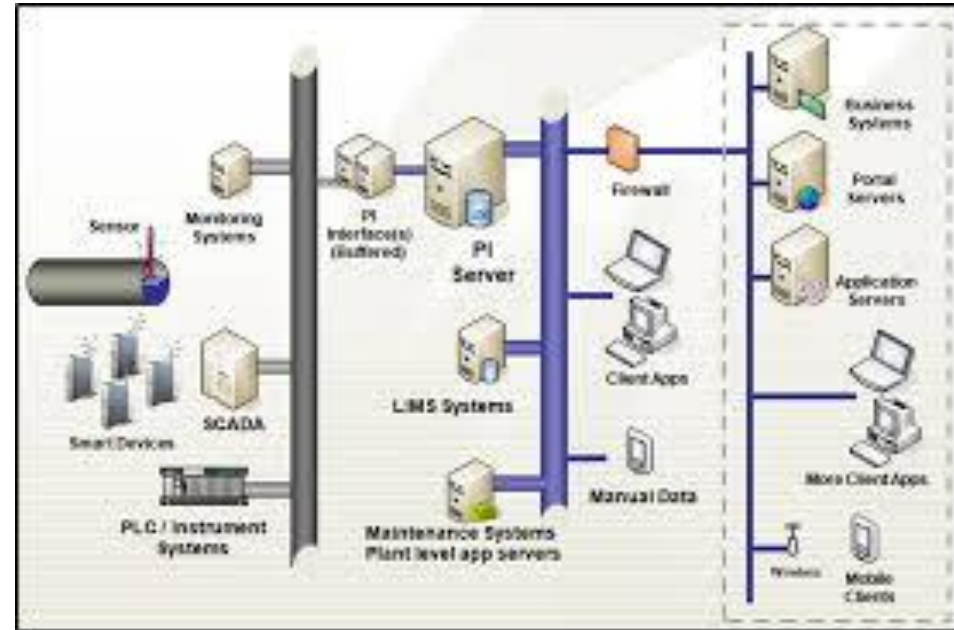 Sensor
Monitoring
Systems
Smart Devices
SCADA
PLC / Instrument
Systems
PI
Interface(s)
(Buffered)
PI
Server
LIMS Systems
Maintenance Systems
Plant level app servers
Firewall
Client Apps
Manual Data
Business
Systems
Portal
Servers
Application
Servers
More Client Apps
Wireless
Mobile
Clients